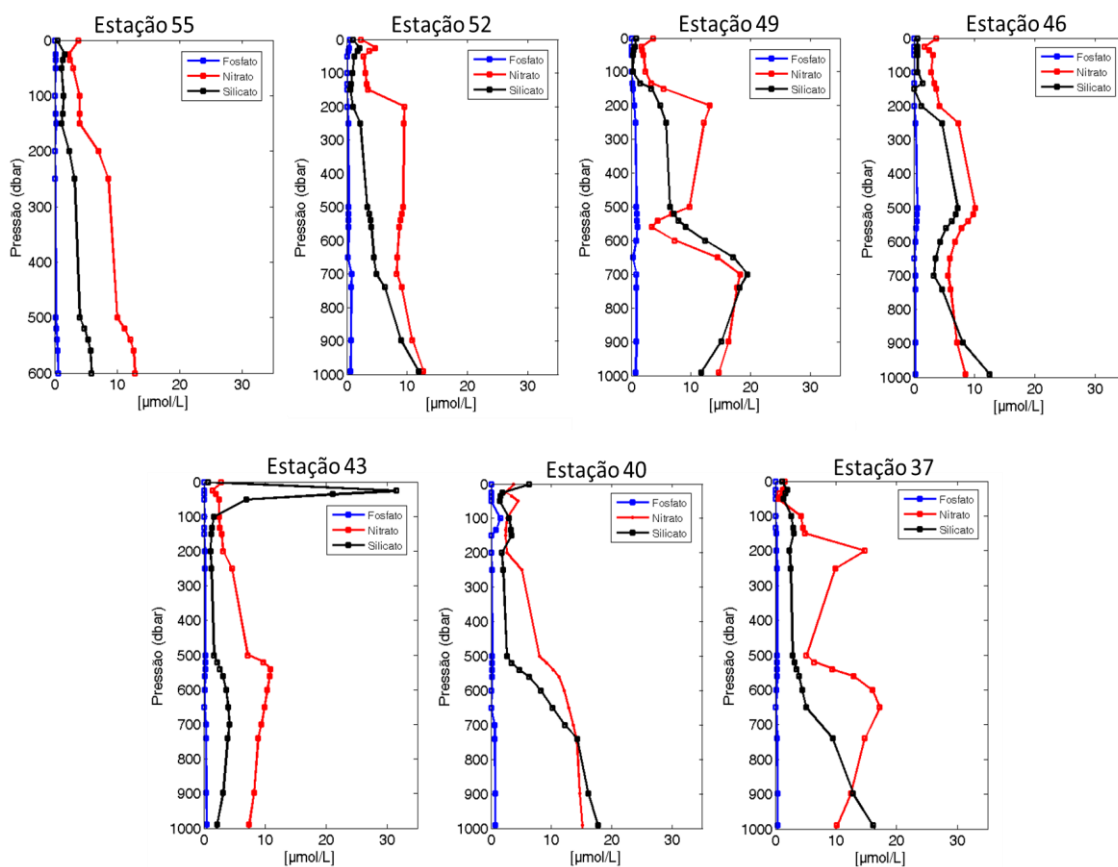 Estação 55
Pressão (dbar)
0
100
200
300
400
500
600
Fosfato
Nitrato
Silicato
0 10 20 30
[µmol/L]
Estação 52
Pressão (dbar)
0
100
200
300
400
500
600
700
800
900
1000
Fosfato
Nitrato
Silicato
0 10 20 30
[µmol/L]
Estação 49
Pressão (dbar)
0
100
200
300
400
500
600
700
800
900
1000
Fosfato
Nitrato
Silicato
0 10 20 30
[µmol/L]
Estação 46
Pressão (dbar)
0
100
200
300
400
500
600
700
800
900
1000
Fosfato
Nitrato
Silicato
0 10 20 30
[µmol/L]
Estação 43
Pressão (dbar)
0
100
200
300
400
500
600
700
800
900
1000
Fosfato
Nitrato
Silicato
0 10 20 30
[µmol/L]
Estação 40
Pressão (dbar)
0
100
200
300
400
500
600
700
800
900
1000
Fosfato
Nitrato
Silicato
0 10 20 30
[µmol/L]
Estação 37
Pressão (dbar)
0
100
200
300
400
500
600
700
800
900
1000
Fosfato
Nitrato
Silicato
0 10 20 30
[µmol/L]